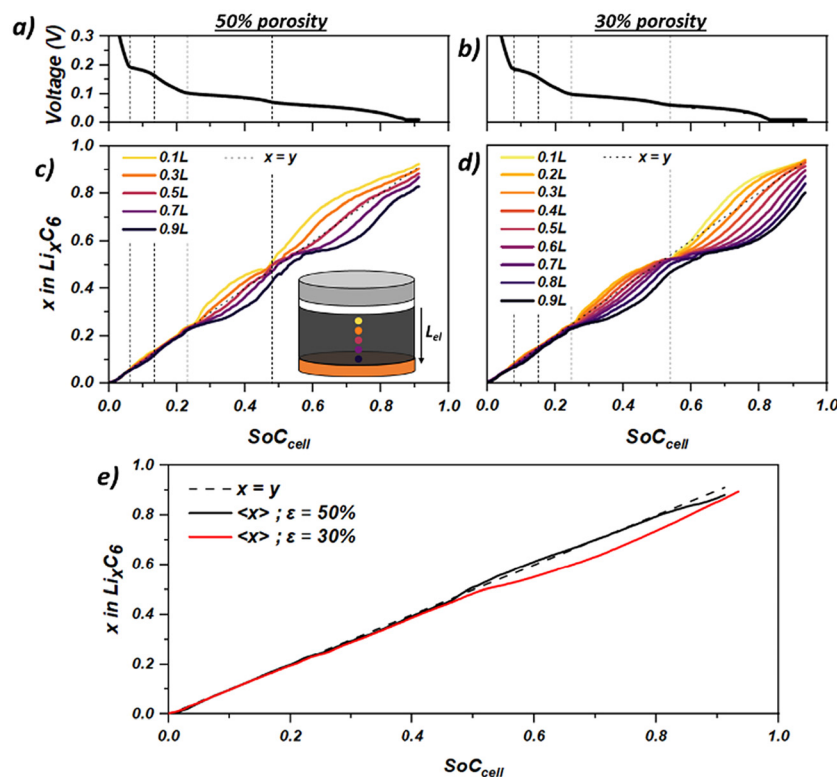 50% porosity
30% porosity
a)
b)
Voltage (V)
0.3
0.2
0.1
0.0
c)
1.0
0.8
0.6
0.4
0.2
0.0
x in LiₓC₆
0.1L
0.3L
0.5L
0.7L
0.9L
x = y
Lₑₗ
0.0 0.2 0.4 0.6 0.8 1.0
SoC_cell
d)
0.1L
0.2L
0.3L
0.4L
0.5L
0.6L
0.7L
0.8L
0.9L
x = y
0.0 0.2 0.4 0.6 0.8 1.0
SoC_cell
e)
1.0
0.8
0.6
0.4
0.2
0.0
x in LiₓC₆
x = y
<x> ; ε = 50%
<x> ; ε = 30%
0.0 0.2 0.4 0.6 0.8 1.0
SoC_cell